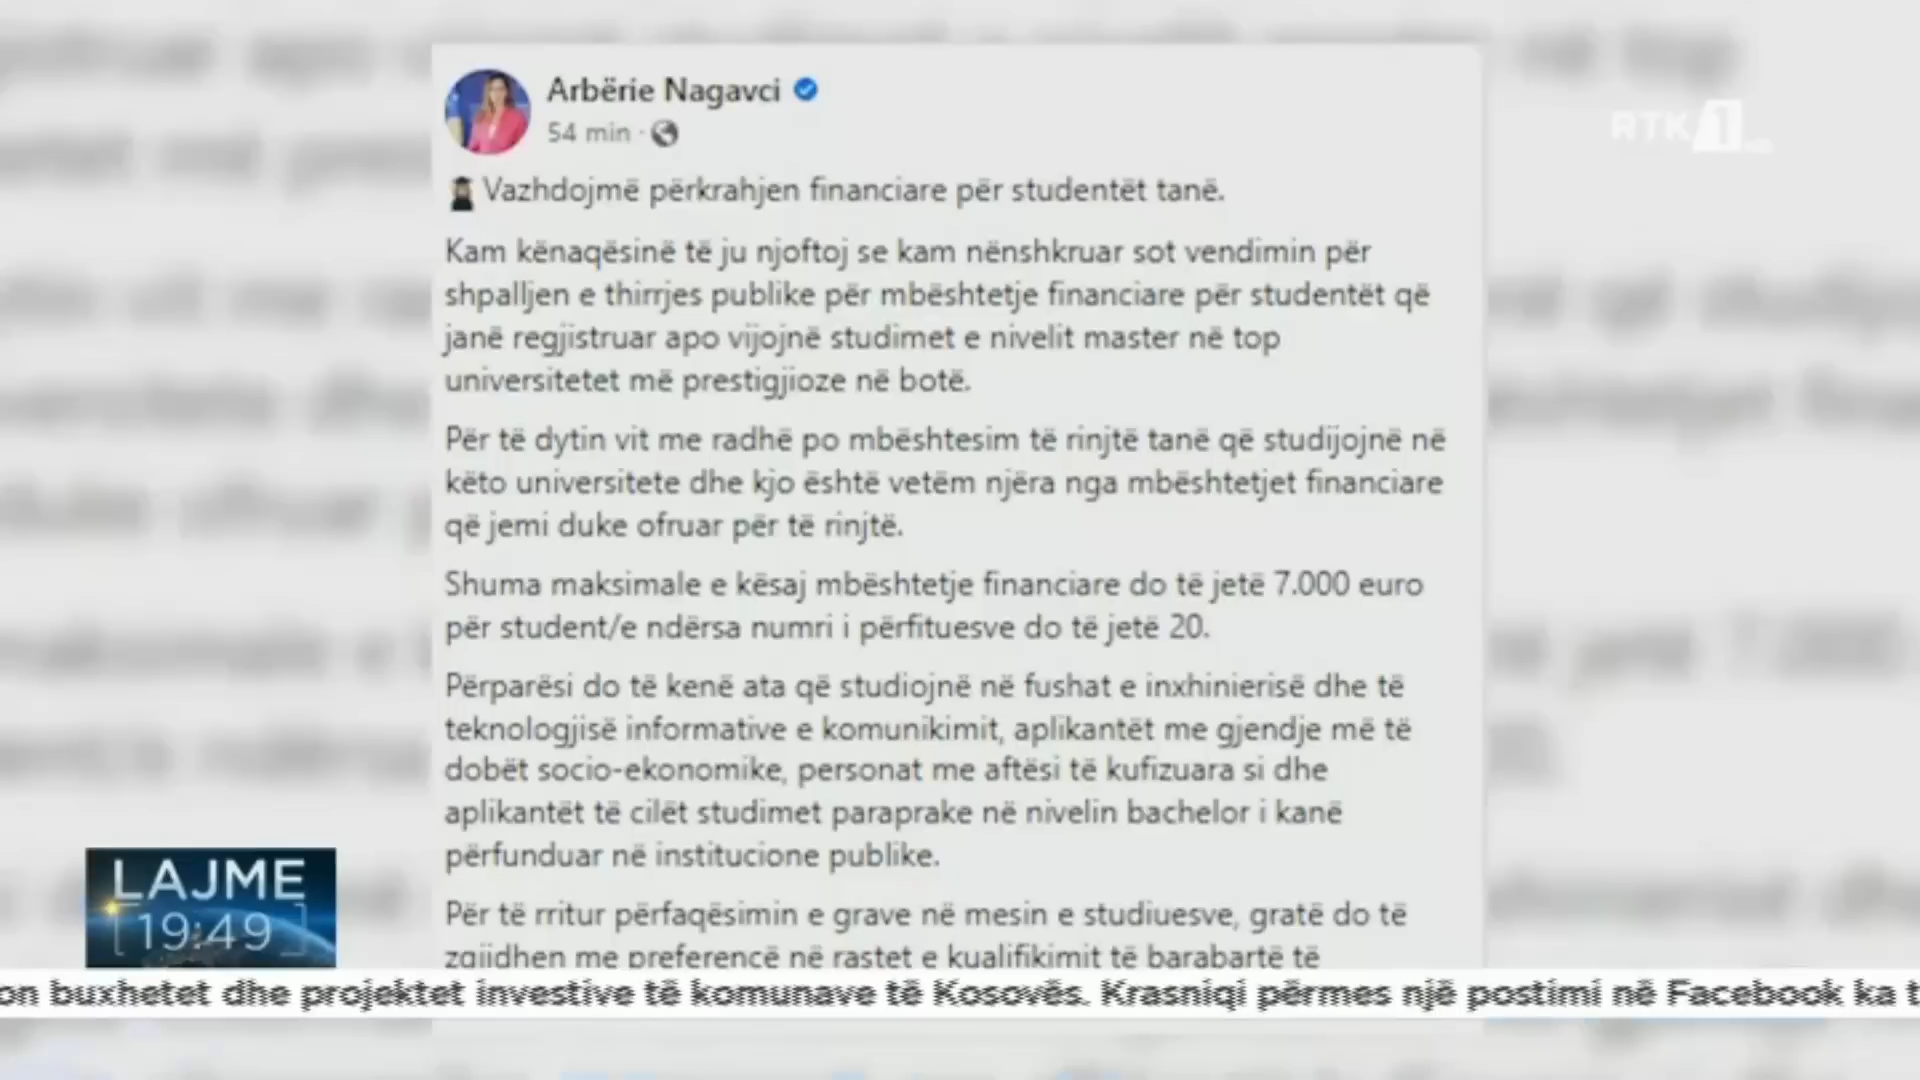 Arbërie Nagavci
54 min ·
RTK 1
Vazhdojmë përkrahjen financiare për studentët tanë.
Kam kënaqësinë të ju njoftoj se kam nënshkruar sot vendimin për
shpalljen e thirrjes publike për mbështetje financiare për studentët që
janë regjistruar apo vijojnë studimet e nivelit master në top
universitetet më prestigjioze në botë.
Për të dytin vit me radhë po mbështesim të rinjtë tanë që studijojnë në
këto universitete dhe kjo është vetëm njëra nga mbështetjet financiare
që jemi duke ofruar për të rinjtë.
Shuma maksimale e kësaj mbështetje financiare do të jetë 7.000 euro
për student/e ndërsa numri i përfituesve do të jetë 20.
Përparësi do të kenë ata që studiojnë në fushat e inxhinierisë dhe të
teknologjisë informative e komunikimit, aplikantët me gjendje më të
dobët socio-ekonomike, personat me aftësi të kufizuara si dhe
aplikantët të cilët studimet paraprake në nivelin bachelor i kanë
përfunduar në institucione publike.
Për të rritur përfaqësimin e grave në mesin e studiuesve, gratë do të
zgjidhen me preferencë në rastet e kualifikimit të barabartë të
LAJME
19:49
on buxhetet dhe projektet investive të komunave të Kosovës. Krasniqi përmes një postimi në Facebook ka t